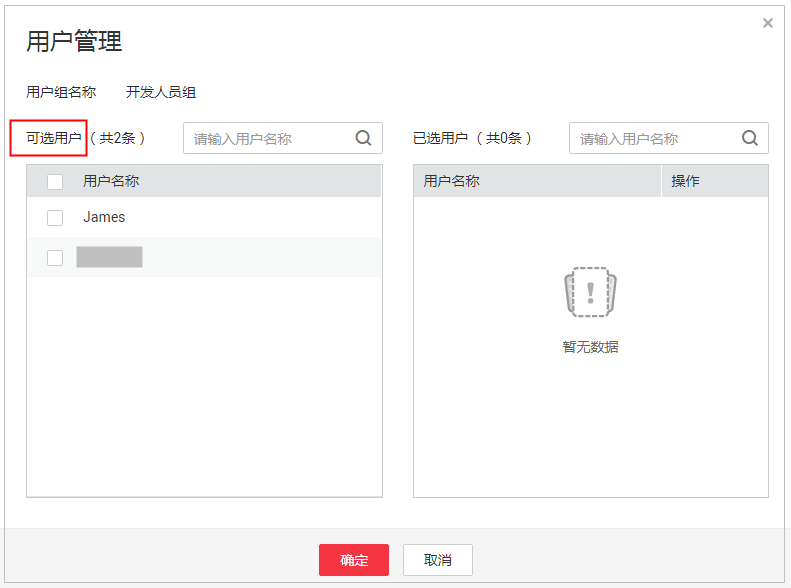 用户管理
用户组名称 开发人员组
可选用户（共2条） 请输入用户名称 已选用户（共0条） 请输入用户名称
用户名称 用户名称 操作
James
暂无数据
确定 取消